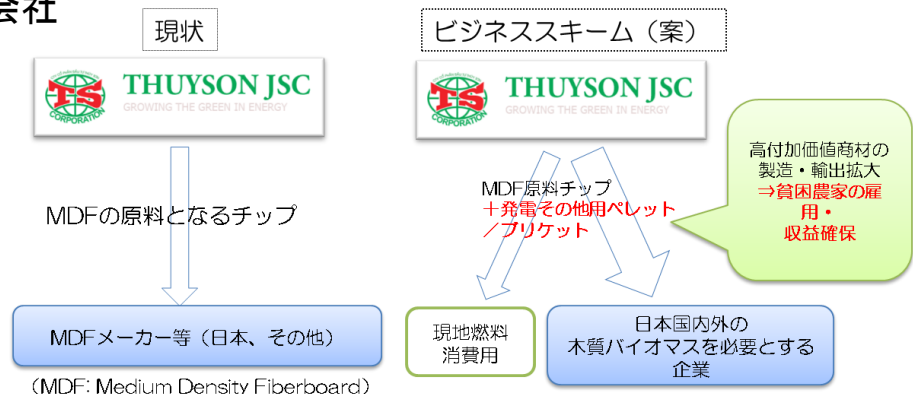 会社
現状
ビジネススキーム（案）
TS
CORPORATION
THUYSON JSC
GROWING THE GREEN IN ENERGY
TS
CORPORATION
THUYSON JSC
GROWING THE GREEN IN ENERGY
高付加価値商材の
製造・輸出拡大
⇒貧困農家の雇
用・
収益確保
MDFの原料となるチップ
MDF原料チップ
＋発電その他用ペレット
／ブリケット
MDFメーカー等（日本、その他）
現地燃料
消費用
日本国内外の
木質バイオマスを必要とする
企業
（MDF: Medium Density Fiberboard）